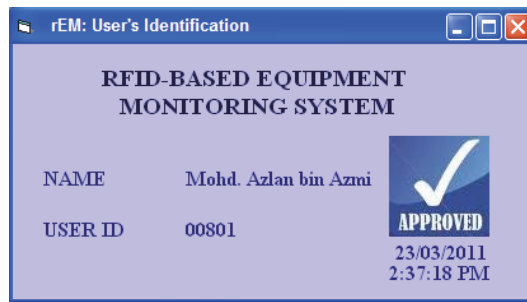 rEM: User's Identification
RFID-BASED EQUIPMENT
MONITORING SYSTEM
NAME Mohd. Azlan bin Azmi
USER ID 00801
APPROVED
23/03/2011
2:37:18 PM